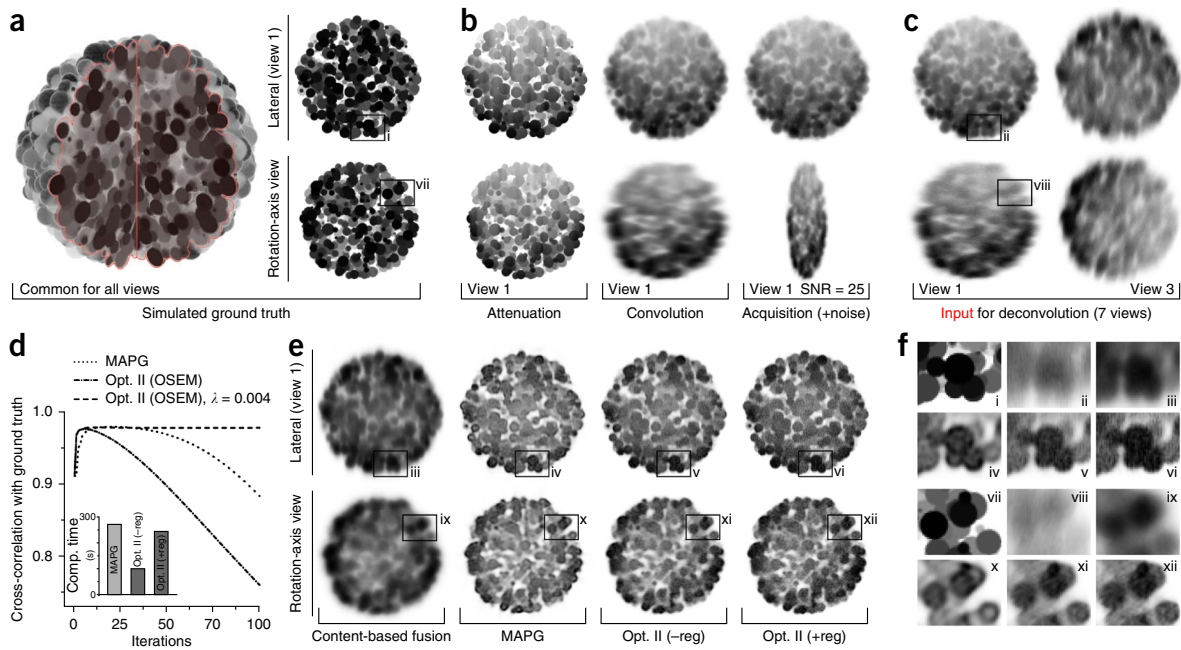 a
Lateral (view 1)
i
Rotation-axis view
vii
Common for all views
Simulated ground truth
b
View 1
Attenuation
View 1
Convolution
View 1 SNR = 25
Acquisition (+noise)
c
ii
viii
View 1
View 3
Input for deconvolution (7 views)
d
MAPG
Opt. II (OSEM)
Opt. II (OSEM), λ = 0.004
Cross-correlation with ground truth
1.0
0.9
0.8
Comp. time
(s)
300
0
MAPG
Opt. II (–reg)
Opt. II (+reg)
0
25
50
70
100
Iterations
e
Lateral (view 1)
iii
iv
v
vi
Rotation-axis view
ix
x
xi
xii
Content-based fusion
MAPG
Opt. II (–reg)
Opt. II (+reg)
f
i
ii
iii
iv
v
vi
vii
viii
ix
x
xi
xii